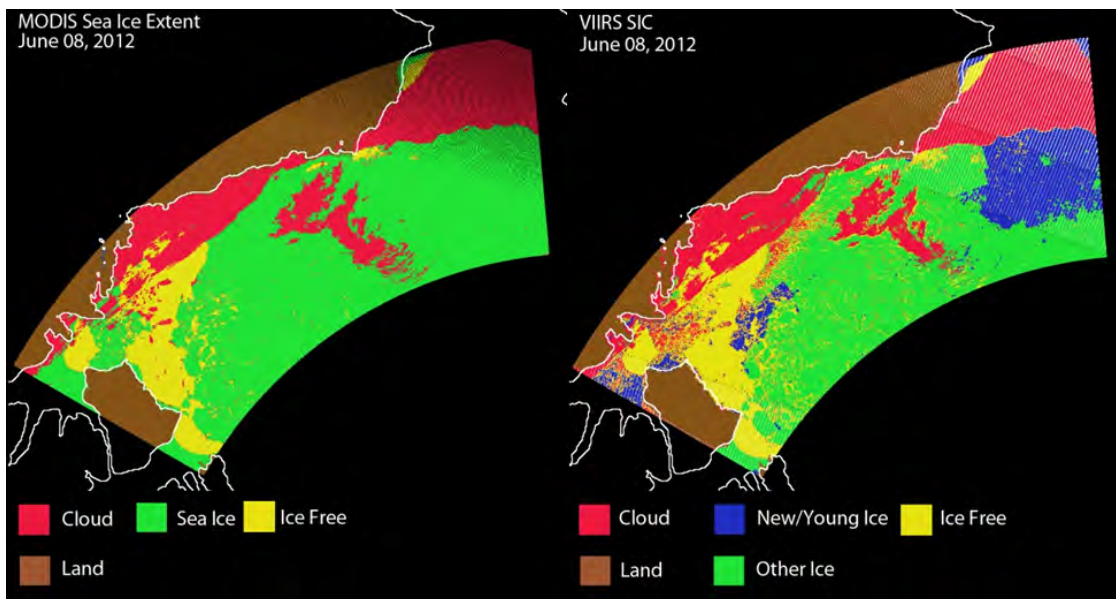 MODIS Sea Ice Extent
June 08, 2012
VIIRS SIC
June 08, 2012
Cloud
Sea Ice
Ice Free
Land
Cloud
New/Young Ice
Ice Free
Land
Other Ice